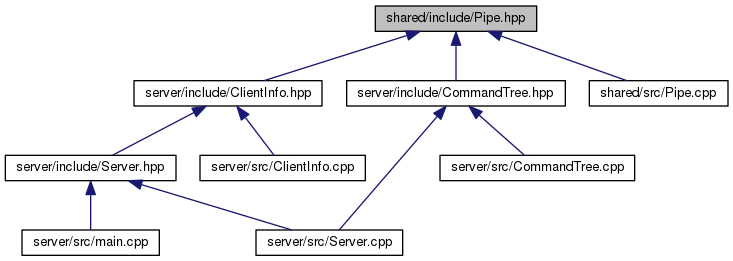 shared/include/Pipe.hpp
server/include/ClientInfo.hpp
server/include/CommandTree.hpp
shared/src/Pipe.cpp
server/include/Server.hpp
server/src/ClientInfo.cpp
server/src/CommandTree.cpp
server/src/main.cpp
server/src/Server.cpp